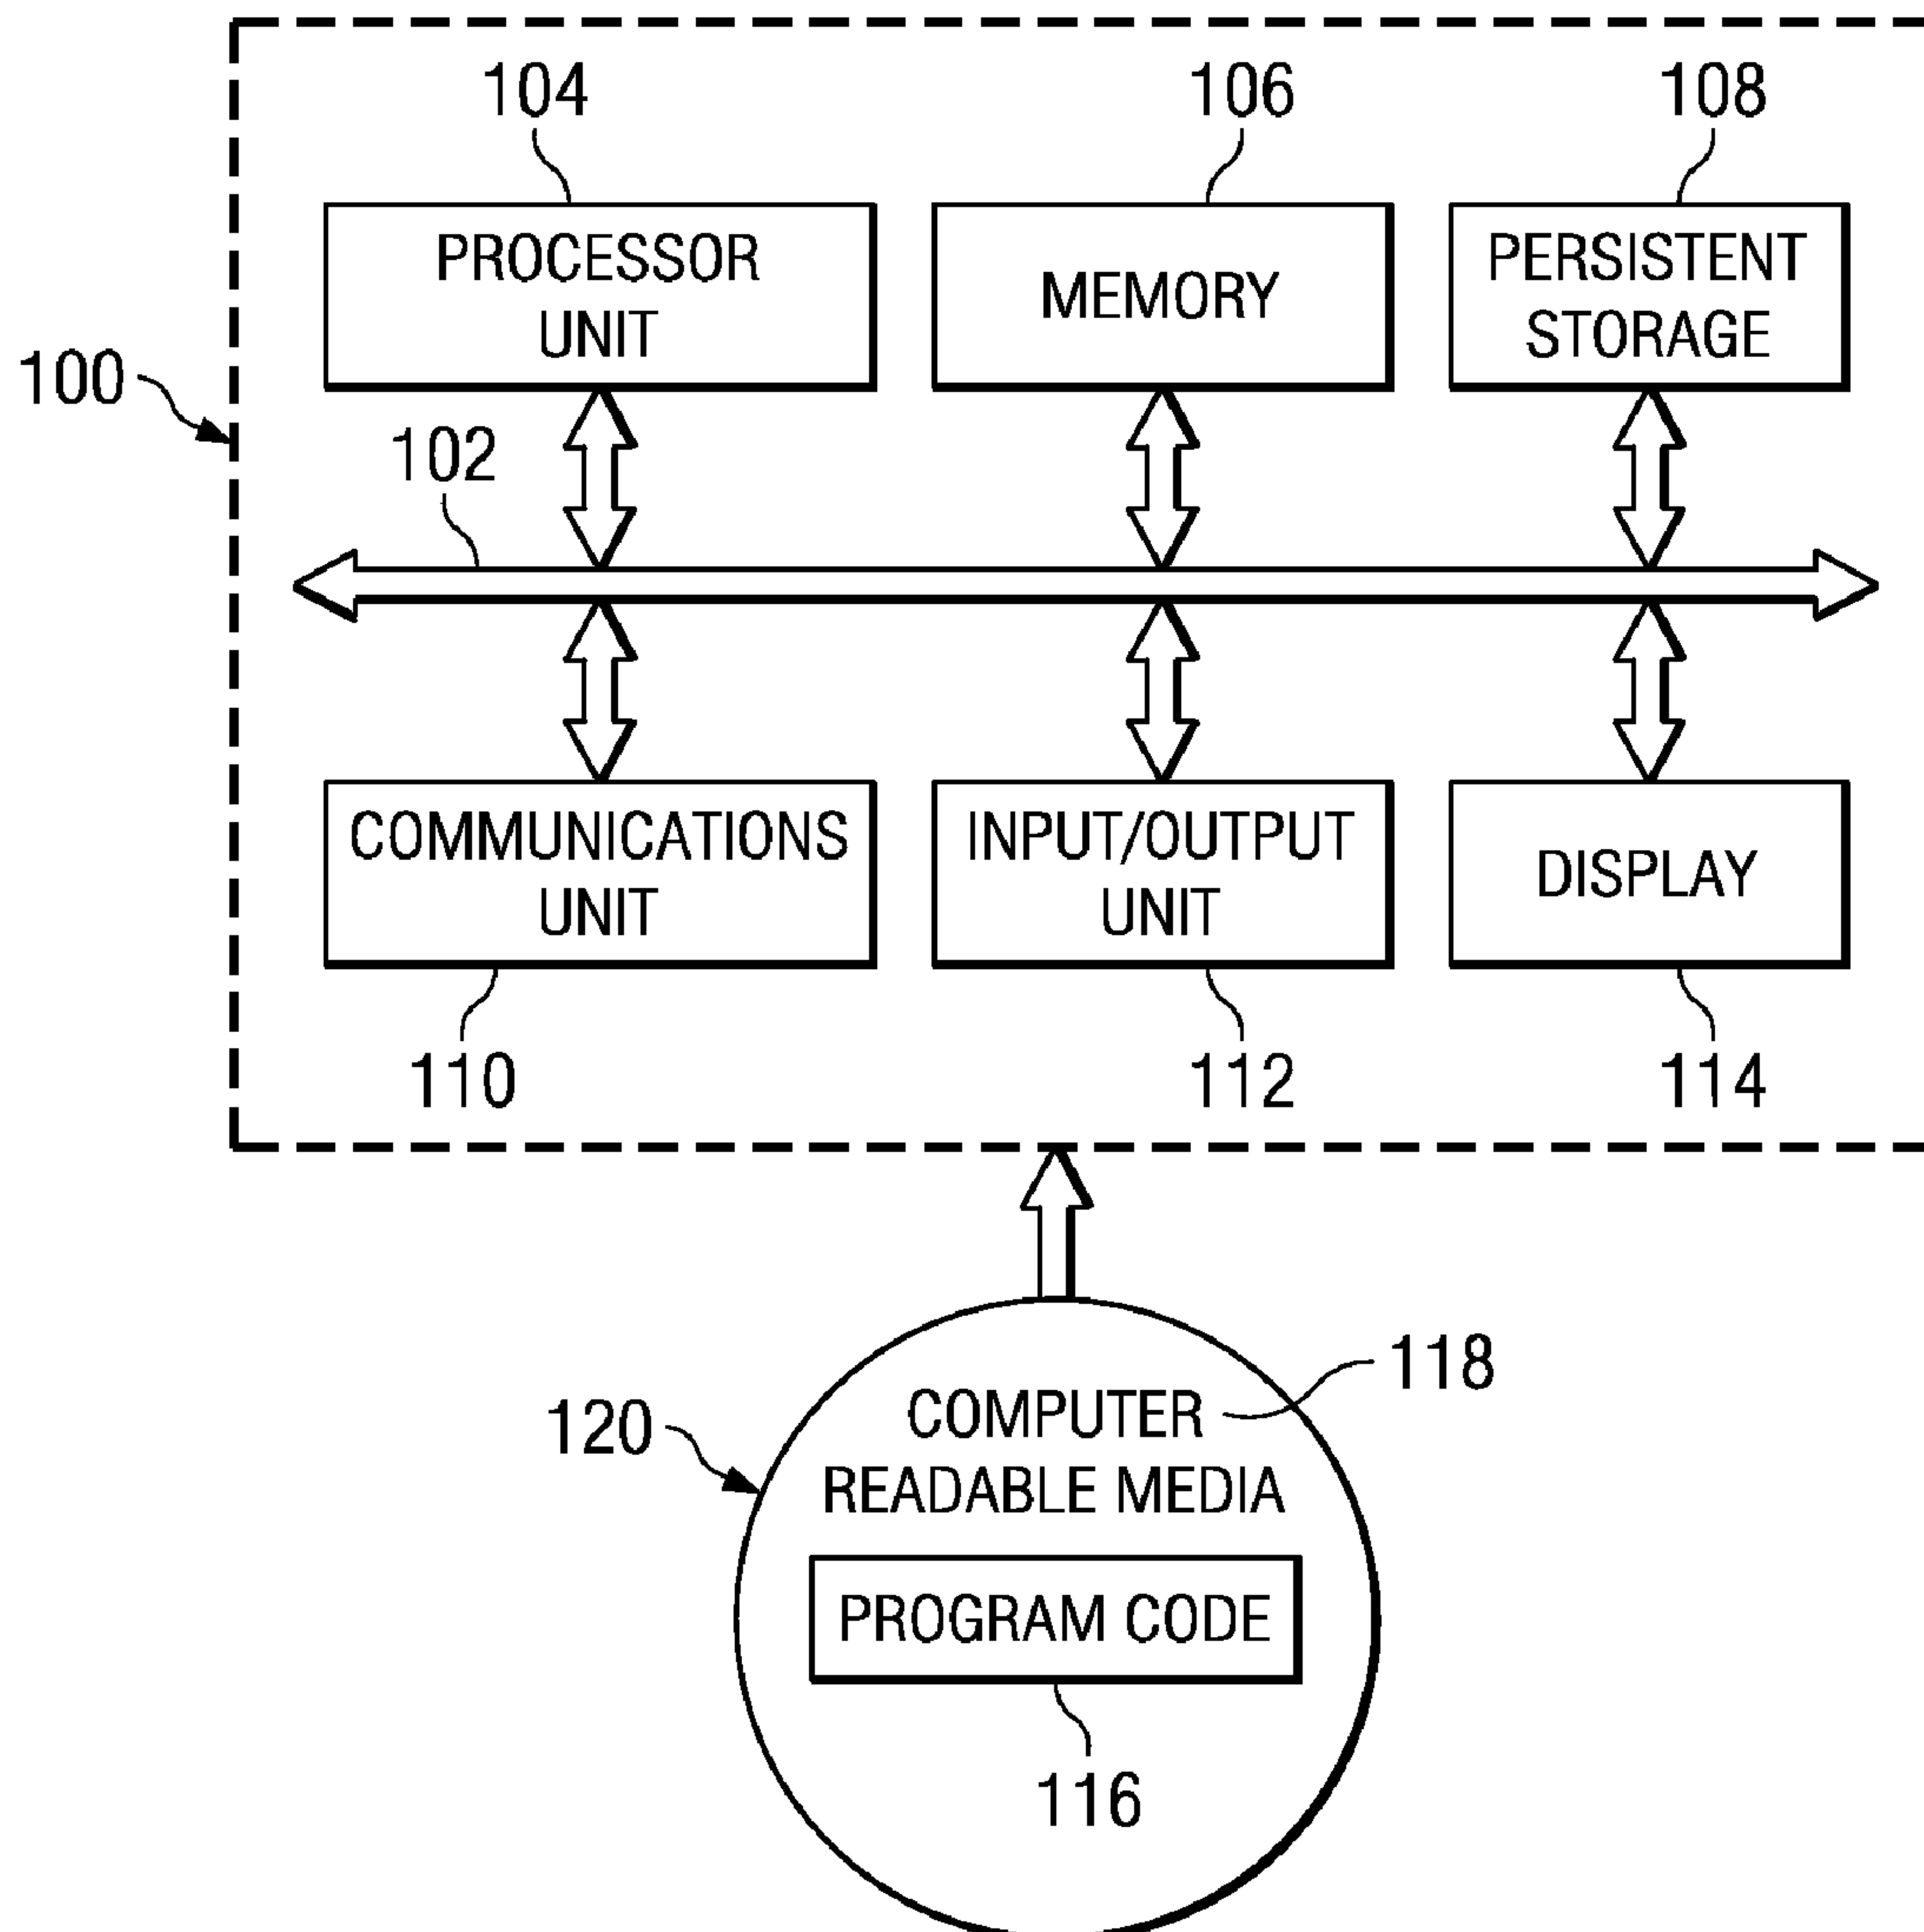 104
106
108
PROCESSOR
UNIT
MEMORY
PERSISTENT
STORAGE
100
102
COMMUNICATIONS
UNIT
INPUT/OUTPUT
UNIT
DISPLAY
110
112
114
118
120
COMPUTER
READABLE MEDIA
PROGRAM CODE
116